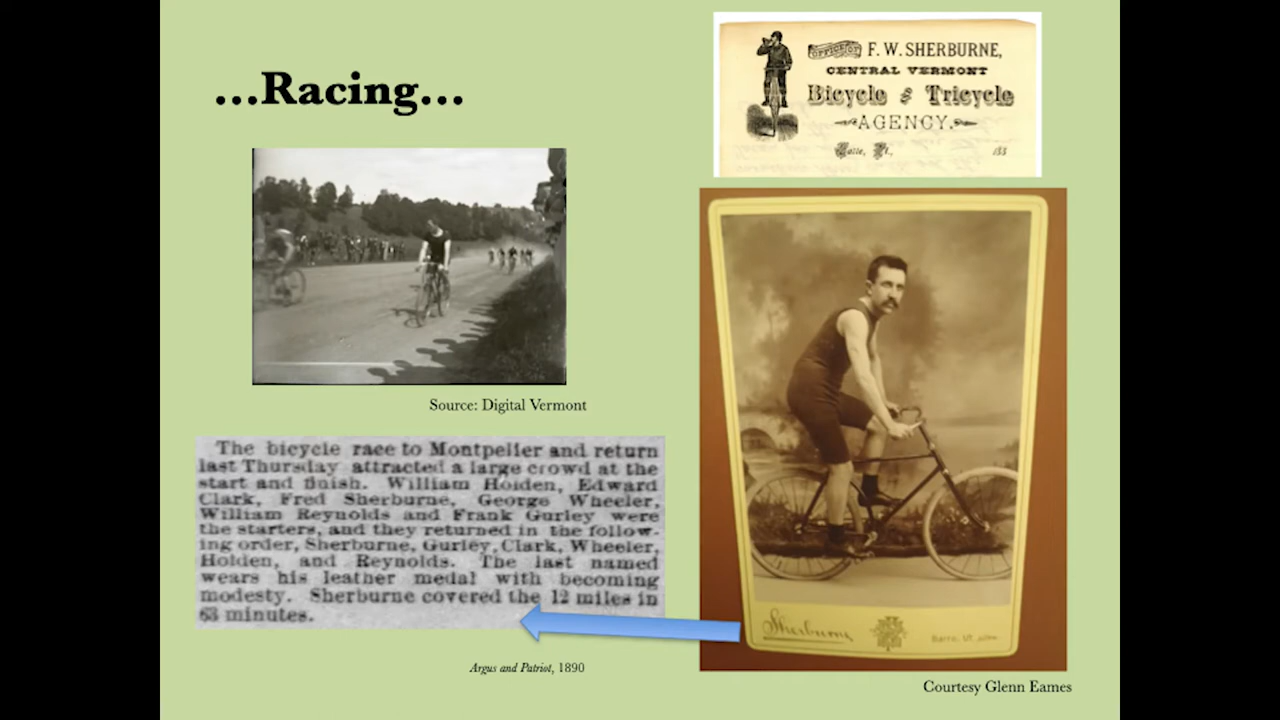 ...Racing...
OFFICE OF F. W. SHERBURNE,
CENTRAL VERMONT
Bicycle & Tricycle
AGENCY.
Vt., 188
Source: Digital Vermont
The bicycle race to Montpelier and return
last Thursday attracted a large crowd at the
start and finish. William Holden, Edward
Clark, Fred Sherburne, George Wheeler,
William Reynolds and Frank Gurley were
the starters, and they returned in the follow-
ing order, Sherburne, Gurley, Clark, Wheeler,
Holden, and Reynolds. The last named
wears his leather medal with becoming
modesty. Sherburne covered the 12 miles in
63 minutes.
Argus and Patriot, 1890
Sherburne
Barre, Vt.
Courtesy Glenn Eames